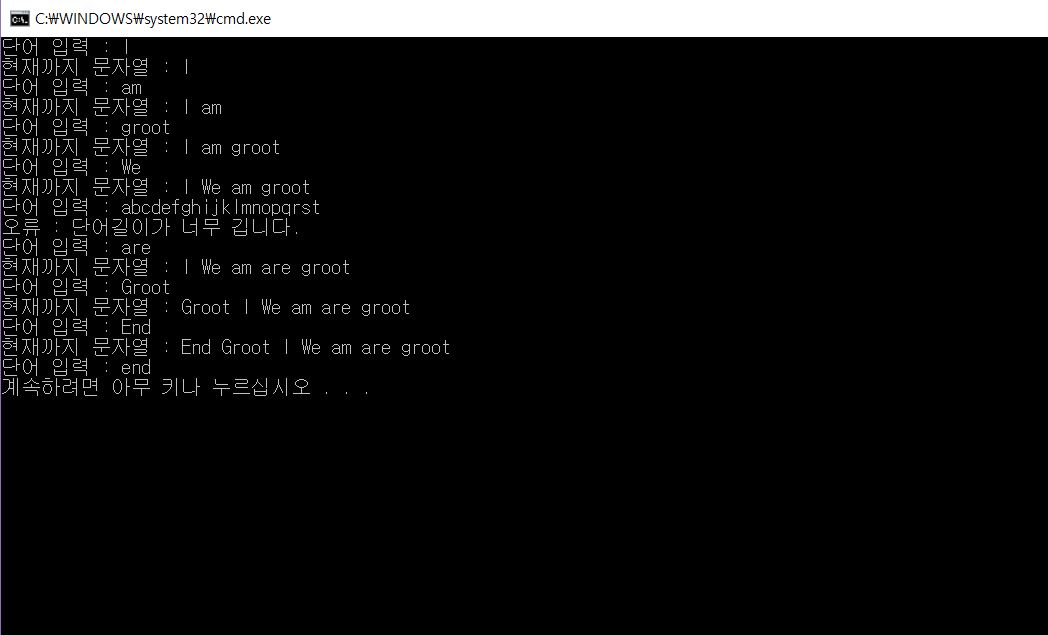 C:₩WINDOWS₩system32₩cmd.exe
단어 입력 : I
현재까지 문자열 : I
단어 입력 : am
현재까지 문자열 : I am
단어 입력 : groot
현재까지 문자열 : I am groot
단어 입력 : We
현재까지 문자열 : I We am groot
단어 입력 : abcdefghijklmnopqrst
오류 : 단어길이가 너무 깁니다.
단어 입력 : are
현재까지 문자열 : I We am are groot
단어 입력 : Groot
현재까지 문자열 : Groot I We am are groot
단어 입력 : End
현재까지 문자열 : End Groot I We am are groot
단어 입력 : end
계속하려면 아무 키나 누르십시오 . . .